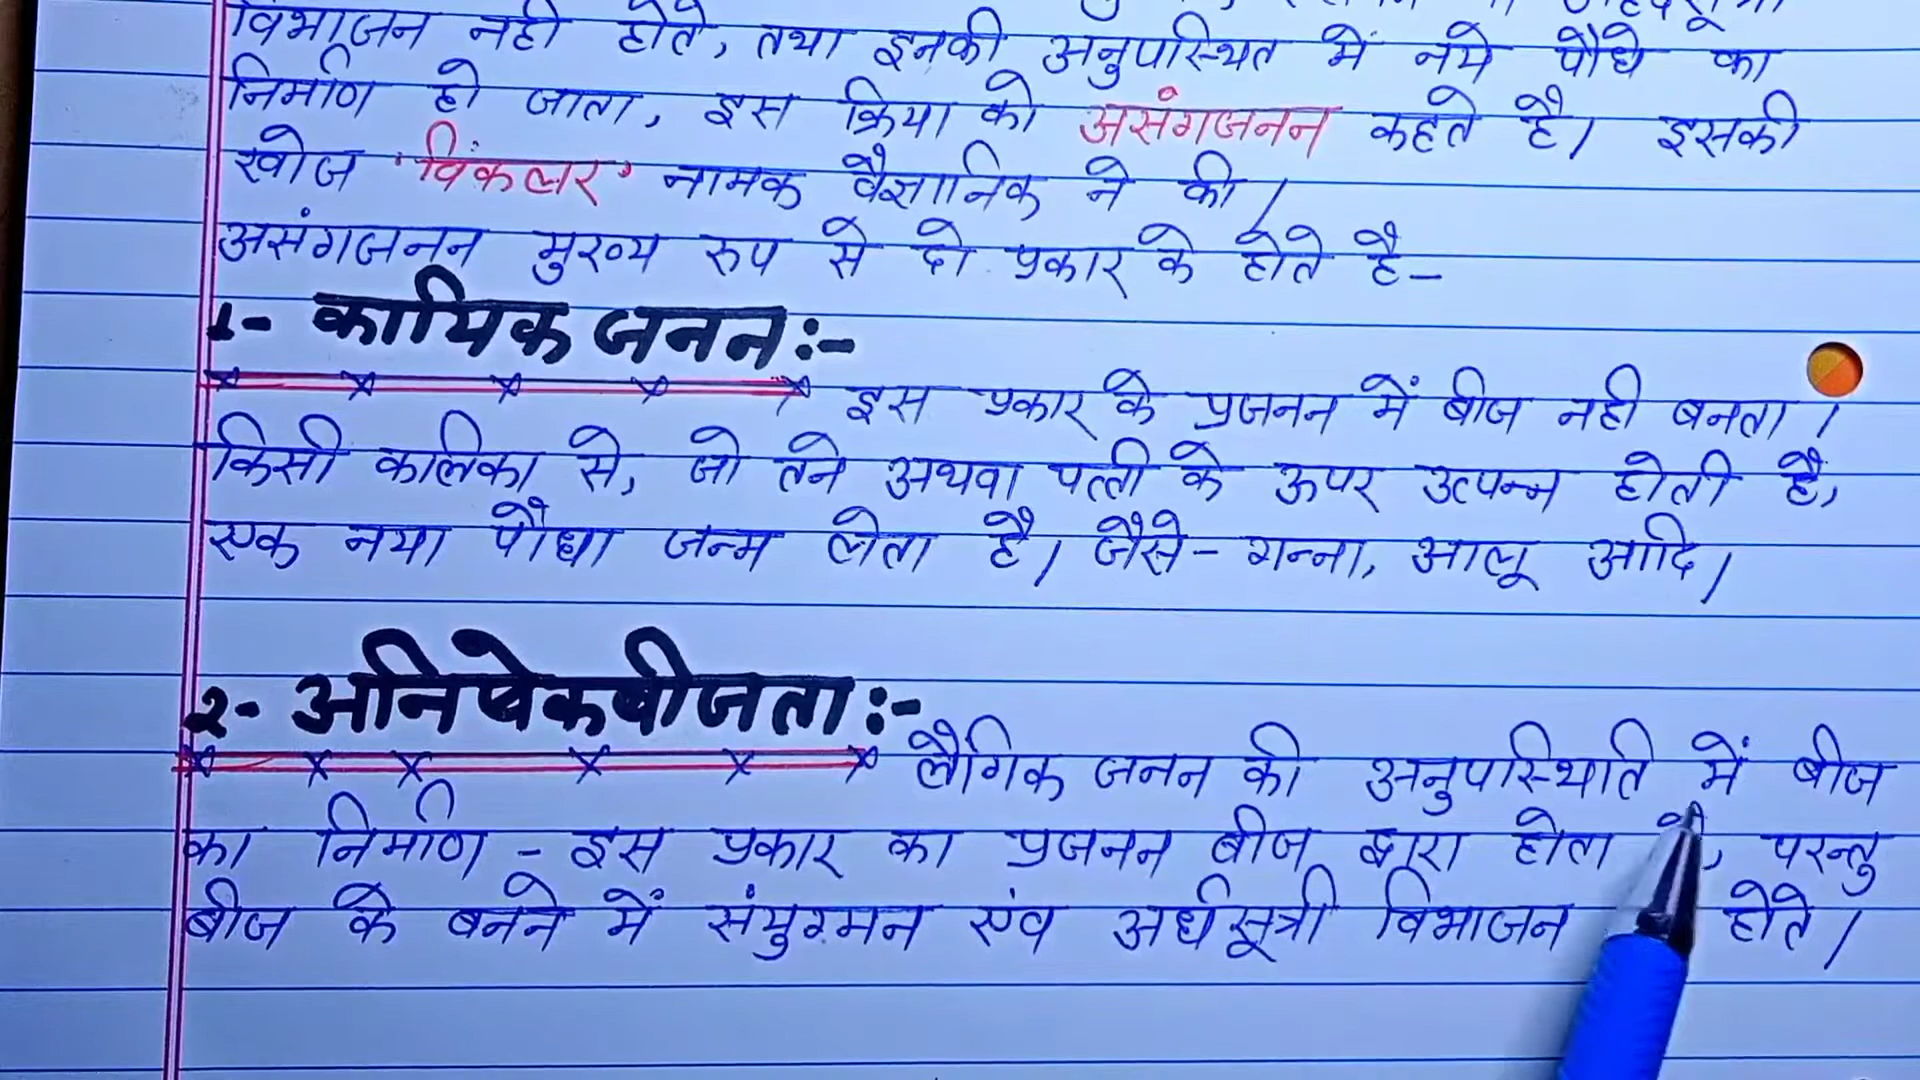 विभाजन नही होते, तथा इनकी अनुपस्थित में नये पौधे का
निर्माण हो जाता, इस क्रिया को असंगजनन कहते है। इसकी
खोज 'विंकलर' नामक वैज्ञानिक ने की।
असंगजनन मुख्य रुप से दो प्रकार के होते है-
1- कायिक जनन:-
इस प्रकार के प्रजनन में बीज नही बनता।
किसी कलिका से, जो तने अथवा पत्ती के ऊपर उत्पन्न होती है,
एक नया पौधा जन्म लेता है। जैसे- गन्ना, आलू आदि।
2- अनिषेकबीजता:-
लैगिक जनन की अनुपस्थिति में बीज
का निर्माण - इस प्रकार का प्रजनन बीज द्वारा होता , परन्तु
बीज के बनने में संयुग्मन एंव अर्धसूत्री विभाजन होते।